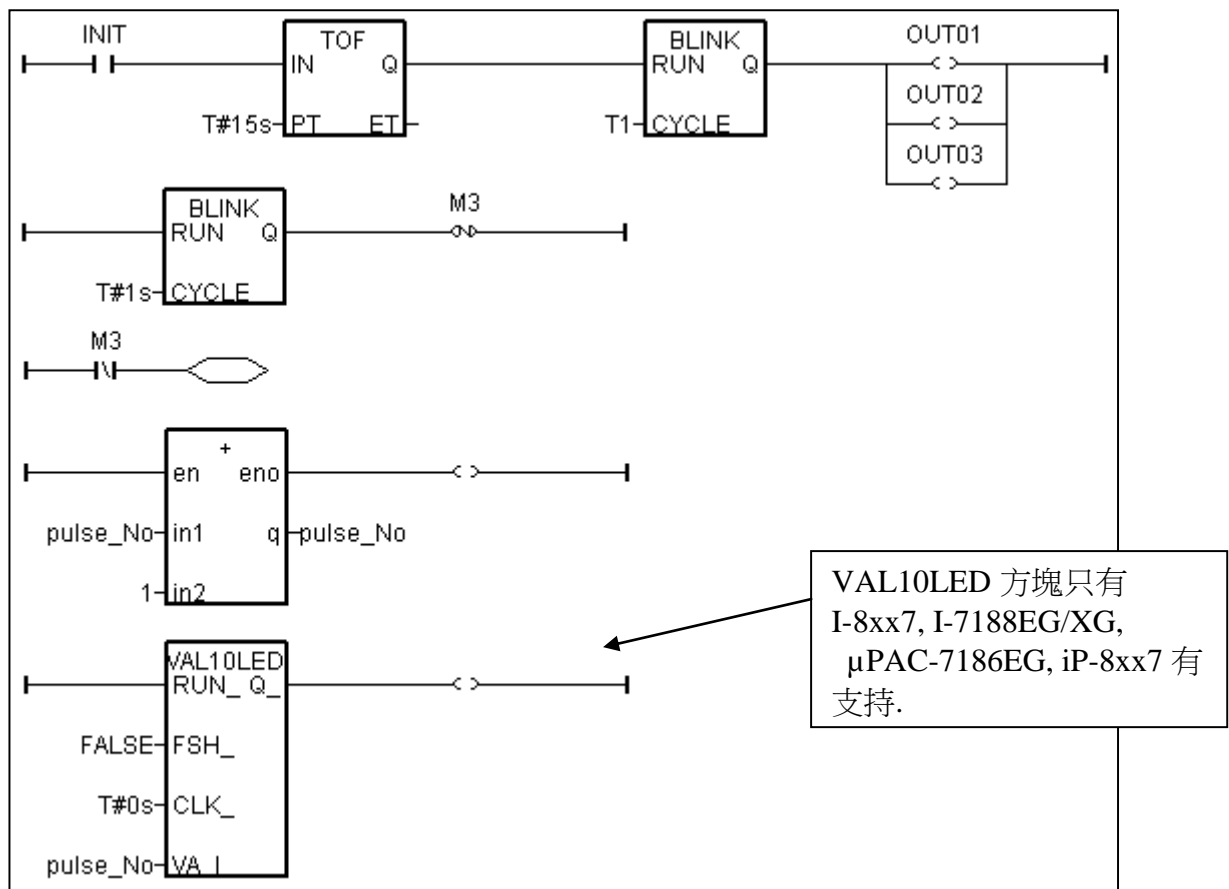 INIT TOF BLINK OUT01
IN Q RUN Q
OUT02
T#15s PT ET T1 CYCLE
OUT03
BLINK M3
RUN Q
T#1s CYCLE
M3
+
en eno
pulse_No in1 q pulse_No
1 in2
VAL10LED
RUN_ Q_
FALSE FSH_
T#0s CLK_
pulse_No VA_I
VAL10LED 方塊只有
I-8xx7, I-7188EG/XG,
µPAC-7186EG, iP-8xx7 有
支持.